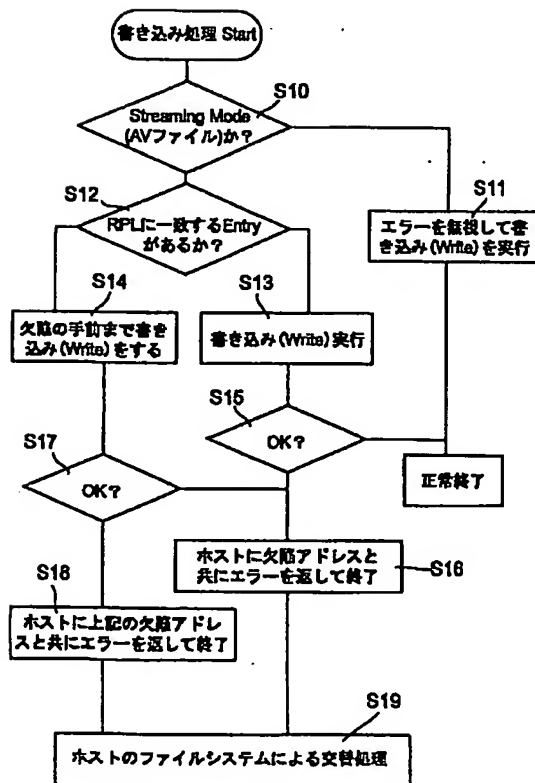 書き込み処理 Start
S10
Streaming Mode
(AVファイル)か？
S12
RPLに一致するEntry
があるか？
S11
エラーを無視して書
き込み(Write)を実行
S14
欠陥の手前まで書き
込み(Write)をする
S13
書き込み(Write)実行
S15
OK?
正常終了
S17
OK?
ホストに欠陥アドレスと
共にエラーを返して終了
S16
S18
ホストに上記の欠陥アドレ
スと共にエラーを返して終了
S19
ホストのファイルシステムによる交替処理